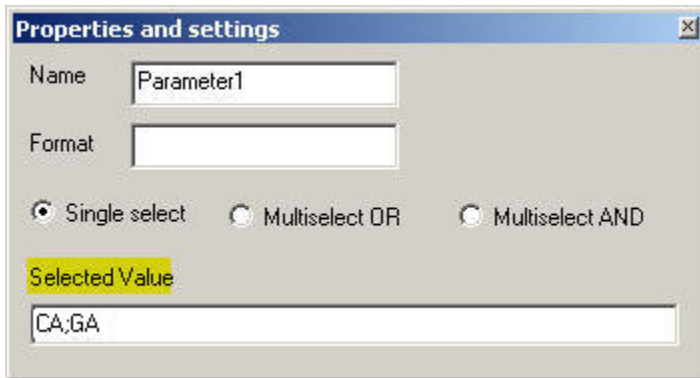 Properties and settings
Name Parameter1
Format
Single select Multiselect OR Multiselect AND
Selected Value
CA;GA